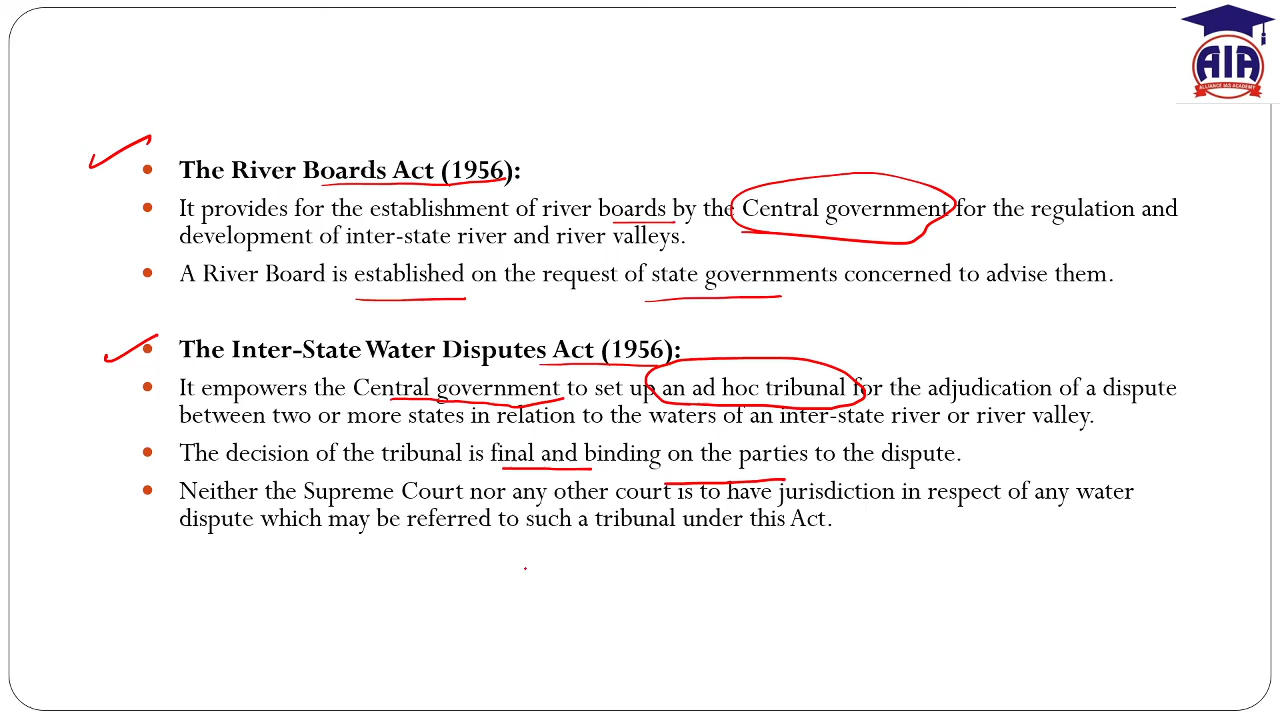 AIA
ALLIANCE IAS ACADEMY
The River Boards Act (1956):
It provides for the establishment of river boards by the Central government for the regulation and
development of inter-state river and river valleys.
A River Board is established on the request of state governments concerned to advise them.
The Inter-State Water Disputes Act (1956):
It empowers the Central government to set up an ad hoc tribunal for the adjudication of a dispute
between two or more states in relation to the waters of an inter-state river or river valley.
The decision of the tribunal is final and binding on the parties to the dispute.
Neither the Supreme Court nor any other court is to have jurisdiction in respect of any water
dispute which may be referred to such a tribunal under this Act.